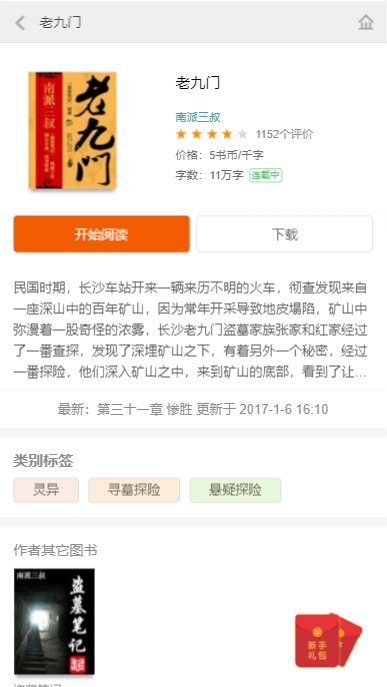 老九门
南派三叔
老九门
老九门
南派三叔
1152个评价
价格：5书币/千字
字数：11万字 连载中
开始阅读
下载
民国时期，长沙车站开来一辆来历不明的火车，彻查发现来自
一座深山中的百年矿山，因为常年开采导致地皮塌陷，矿山中
弥漫着一股奇怪的浓雾，长沙老九门盗墓家族张家和红家经过
了一番查探，发现了深埋矿山之下，有着另外一个秘密，经过
一番探险，他们深入矿山之中，来到矿山的底部，看到了让...
最新：第三十一章 惨胜 更新于 2017-1-6 16:10
类别标签
灵异
寻墓探险
悬疑探险
作者其它图书
南派三叔
盗墓笔记
新手
礼包